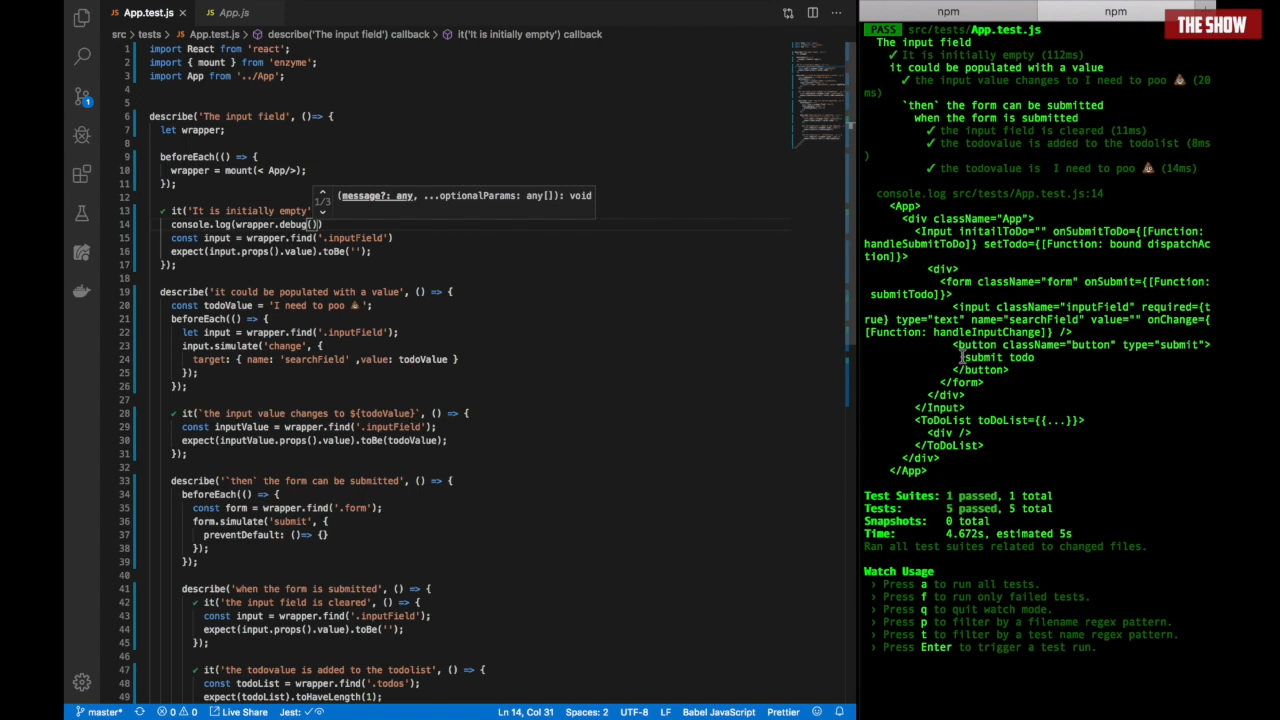 App.test.js ×
App.js
src > tests > App.test.js > describe('The input field') callback > it('It is initially empty') callback
1 import React from 'react';
2 import { mount } from 'enzyme';
3 import App from '../App';
4
5
6 describe('The input field', ()=> {
7 let wrapper;
8
9 beforeEach(() => {
10 wrapper = mount(< App/>);
11 });
12
1/3 (message?: any, ...optionalParams: any[]): void
13 ✓ it('It is initially empty'
14 console.log(wrapper.debug())
15 const input = wrapper.find('.inputField')
16 expect(input.props().value).toBe('');
17 });
18
19 describe('it could be populated with a value', () => {
20 const todoValue = 'I need to poo 💩';
21 beforeEach(() => {
22 let input = wrapper.find('.inputField');
23 input.simulate('change', {
24 target: { name: 'searchField' ,value: todoValue }
25 });
26 });
27
28 ✓ it(`the input value changes to ${todoValue}`, () => {
29 const inputValue = wrapper.find('.inputField');
30 expect(inputValue.props().value).toBe(todoValue);
31 });
32
33 describe('`then` the form can be submitted', () => {
34 beforeEach(() => {
35 const form = wrapper.find('.form');
36 form.simulate('submit', {
37 preventDefault: ()=> {}
38 });
39 });
40
41 describe('when the form is submitted', () => {
42 ✓ it('the input field is cleared', () => {
43 const input = wrapper.find('.inputField');
44 expect(input.props().value).toBe('');
45 });
46
47 ✓ it('the todovalue is added to the todolist', () => {
48 const todoList = wrapper.find('.todos');
49 expect(todoList).toHaveLength(1);
1
master* 0 0 Live Share Jest: ✓ Ln 14, Col 31 Spaces: 2 UTF-8 LF Babel JavaScript Prettier
npm npm
THE SHOW
PASS src/tests/App.test.js
The input field
✓ It is initially empty (112ms)
it could be populated with a value
✓ the input value changes to I need to poo 💩 (20
ms)
`then` the form can be submitted
when the form is submitted
✓ the input field is cleared (11ms)
✓ the todovalue is added to the todolist (8ms
)
✓ the todovalue is I need to poo 💩 (14ms)
console.log src/tests/App.test.js:14
<App>
<div className="App">
<Input initailToDo="" onSubmitToDo={[Function:
handleSubmitToDo]} setTodo={[Function: bound dispatchAc
tion]}>
<div>
<form className="form" onSubmit={[Function:
submitTodo]}>
<input className="inputField" required={t
rue} type="text" name="searchField" value="" onChange={
[Function: handleInputChange]} />
<button className="button" type="submit">
submit todo
</button>
</form>
</div>
</Input>
<ToDoList toDoList={{...}}>
<div />
</ToDoList>
</div>
</App>
Test Suites: 1 passed, 1 total
Tests: 5 passed, 5 total
Snapshots: 0 total
Time: 4.672s, estimated 5s
Ran all test suites related to changed files.
Watch Usage
› Press a to run all tests.
› Press f to run only failed tests.
› Press q to quit watch mode.
› Press p to filter by a filename regex pattern.
› Press t to filter by a test name regex pattern.
› Press Enter to trigger a test run.